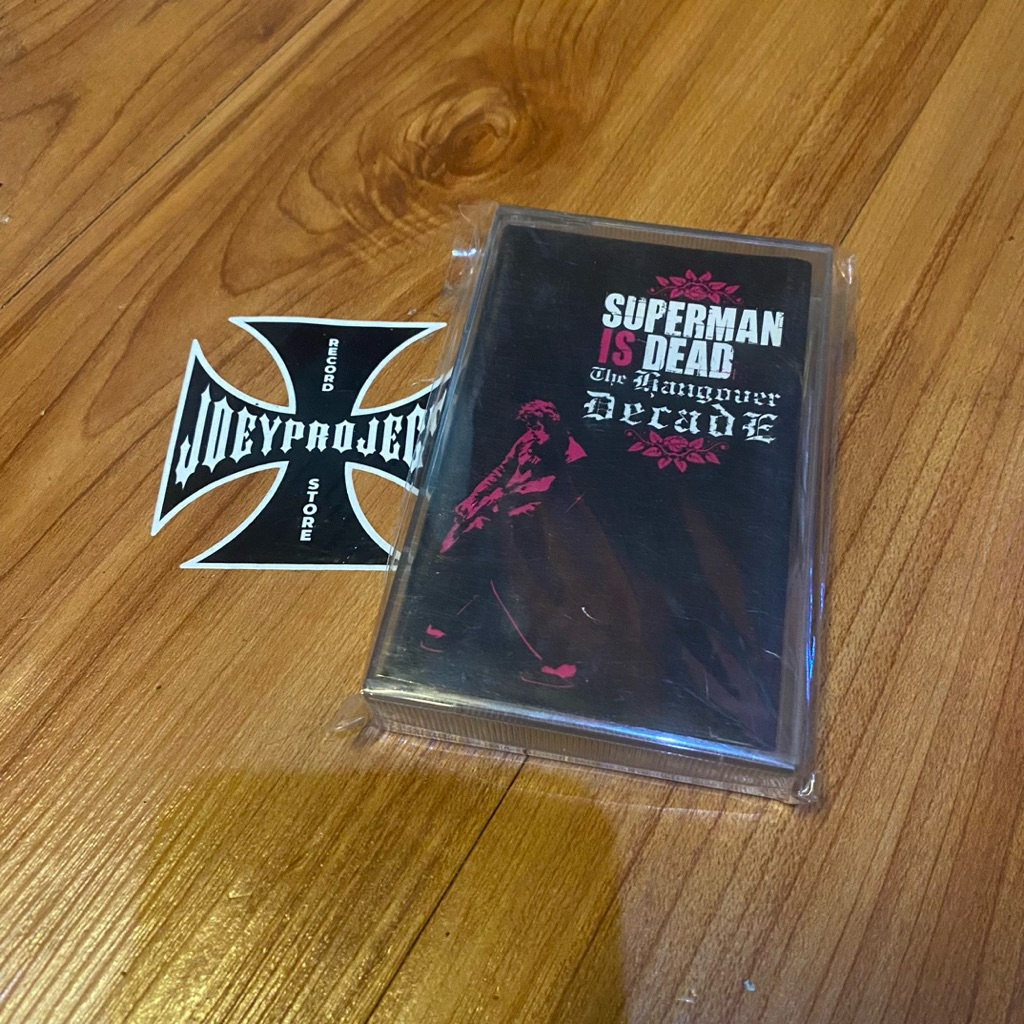 RECORD
JOEYPROJEC
STORE
SUPERMAN
IS DEAD
The Hangover
Decade